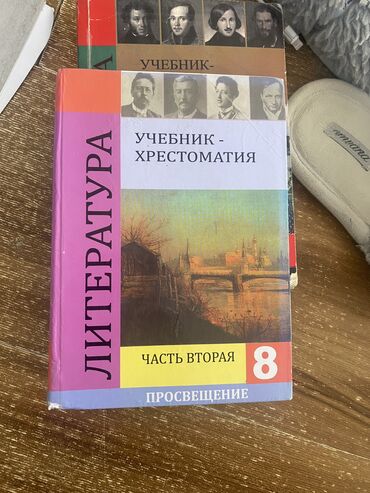 УЧЕБНИК-
УЧЕБНИК -
ХРЕСТОМАТИЯ
ЛИТЕРАТУРА
ЧАСТЬ ВТОРАЯ
8
ПРОСВЕЩЕНИЕ